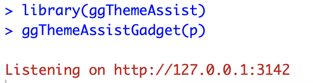 > library(ggThemeAssist)
> ggThemeAssistGadget(p)
Listening on http://127.0.0.1:3142